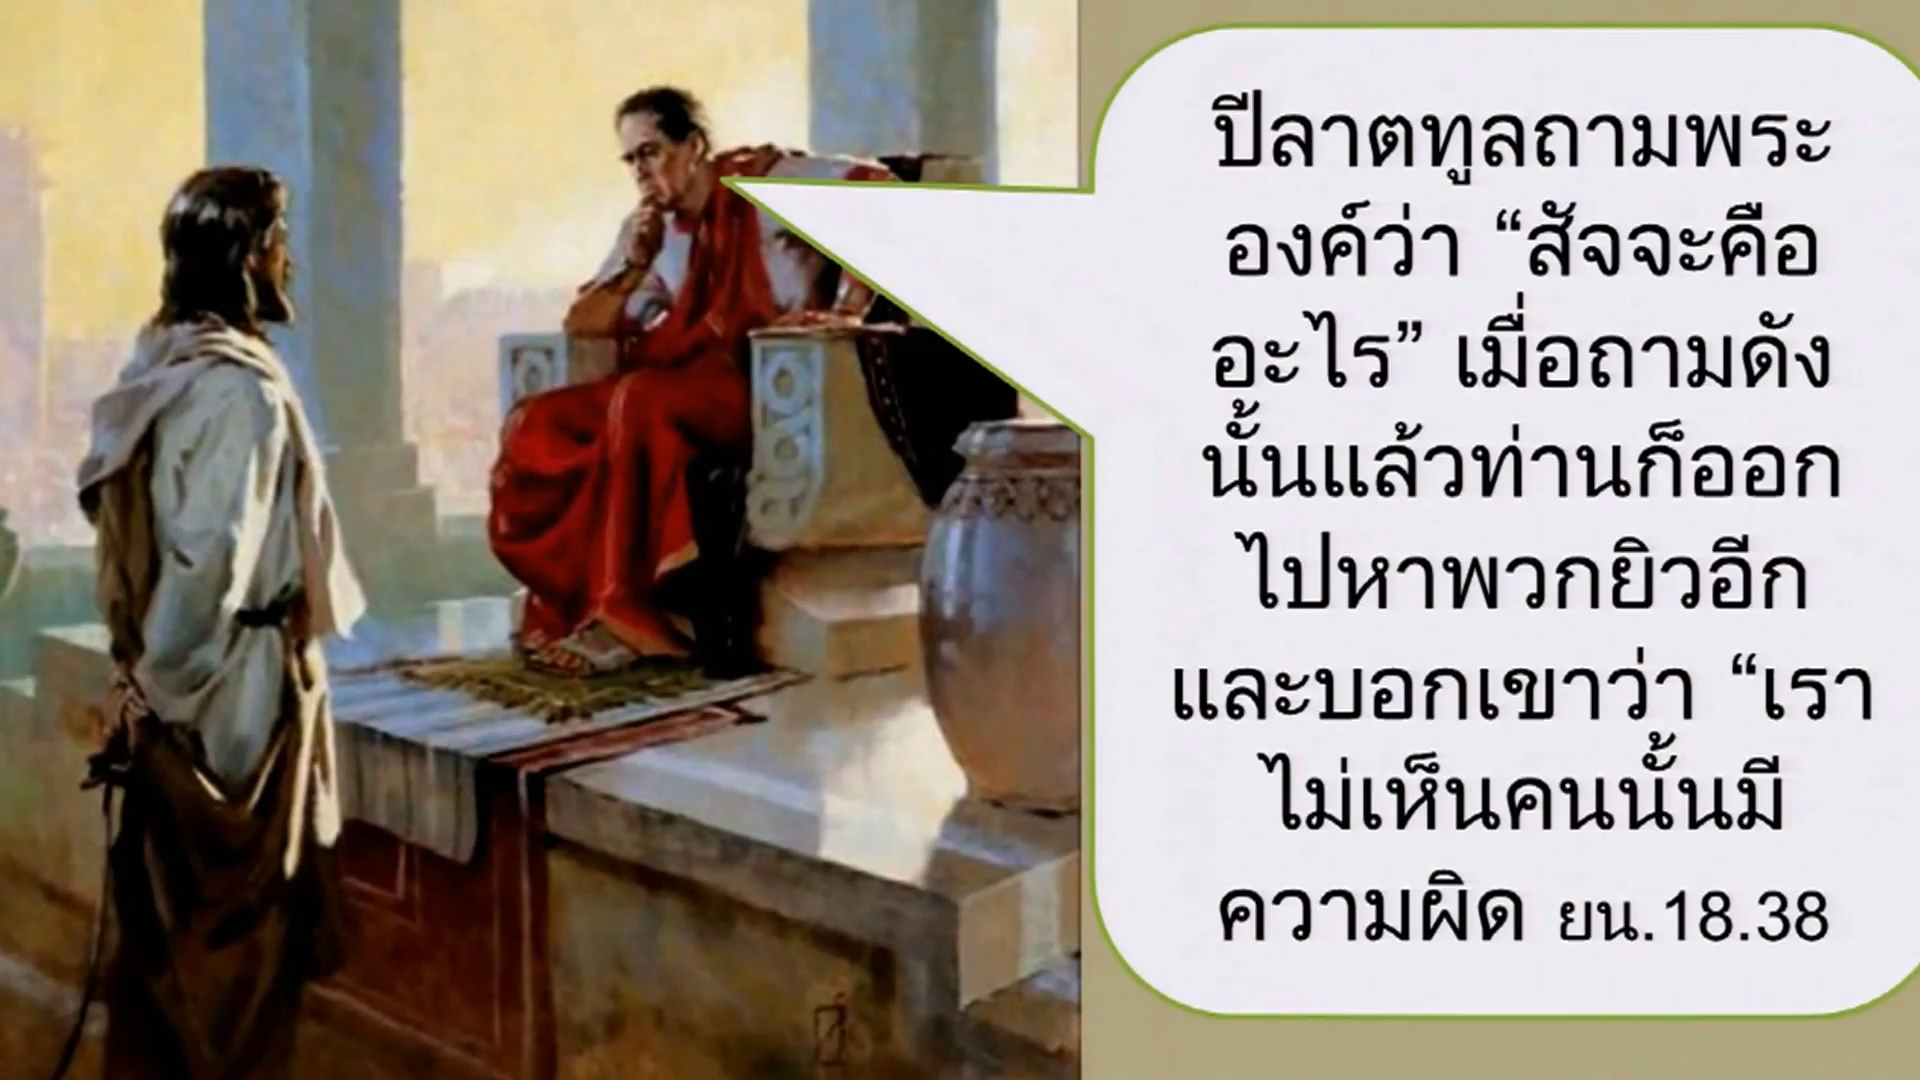 ปีลาตทูลถามพระ
องค์ว่า “สัจจะคือ
อะไร” เมื่อถามดัง
นั้นแล้วท่านก็ออก
ไปหาพวกยิวอีก
และบอกเขาว่า “เรา
ไม่เห็นคนนั้นมี
ความผิด ยน.18.38